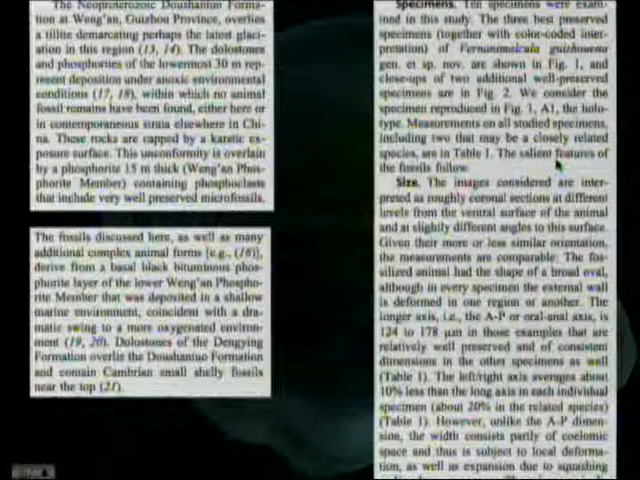 The Neoproterozoic Doushantuo Forma-
tion at Weng'an, Guizhou Province, overlies
a tillite demarcating perhaps the latest glaci-
ation in this region (13, 14). The dolostones
and phosphorites of the lowermost 30 m rep-
resent deposition under anoxic environmental
conditions (17, 18), within which no animal
fossil remains have been found, either here or
in contemporaneous strata elsewhere in Chi-
na. These rocks are capped by a karstic ex-
posure surface. This unconformity is overlain
by a phosphorite 15 m thick (Weng'an Phos-
phorite Member) containing phosphoclasts
that include very well preserved microfossils.
The fossils discussed here, as well as many
additional complex animal forms [e.g., (16)],
derive from a basal black bituminous phos-
phorite layer of the lower Weng'an Phospho-
rite Member that was deposited in a shallow
marine environment, coincident with a dra-
matic swing to a more oxygenated environ-
ment (19, 20). Dolostones of the Dengying
Formation overlie the Doushantuo Formation
and contain Cambrian small shelly fossils
near the top (21).
Specimens. Ten specimens were exam-
ined in this study. The three best preserved
specimens (together with color-coded inter-
pretation) of Vernanimalcula guizhouena
gen. et sp. nov. are shown in Fig. 1, and
close-ups of two additional well-preserved
specimens are in Fig. 2. We consider the
specimen reproduced in Fig. 1, A1, the holo-
type. Measurements on all studied specimens,
including two that may be a closely related
species, are in Table 1. The salient features of
the fossils follow.
Size. The images considered are inter-
preted as roughly coronal sections at different
levels from the ventral surface of the animal
and at slightly different angles to this surface.
Given their more or less similar orientation,
the measurements are comparable. The fos-
silized animal had the shape of a broad oval,
although in every specimen the external wall
is deformed in one region or another. The
longer axis, i.e., the A-P or oral-anal axis, is
124 to 178 μm in those examples that are
relatively well preserved and of consistent
dimensions in the other specimens as well
(Table 1). The left/right axis averages about
10% less than the long axis in each individual
specimen (about 20% in the related species)
(Table 1). However, unlike the A-P dimen-
sion, the width consists partly of coelomic
space and thus is subject to local deforma-
tion, as well as expansion due to squashing